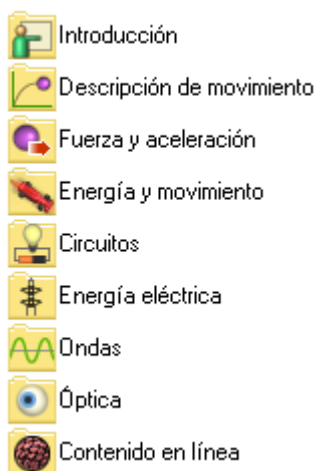 Introducción
Descripción de movimiento
Fuerza y aceleración
Energía y movimiento
Circuitos
Energía eléctrica
Ondas
Óptica
Contenido en línea